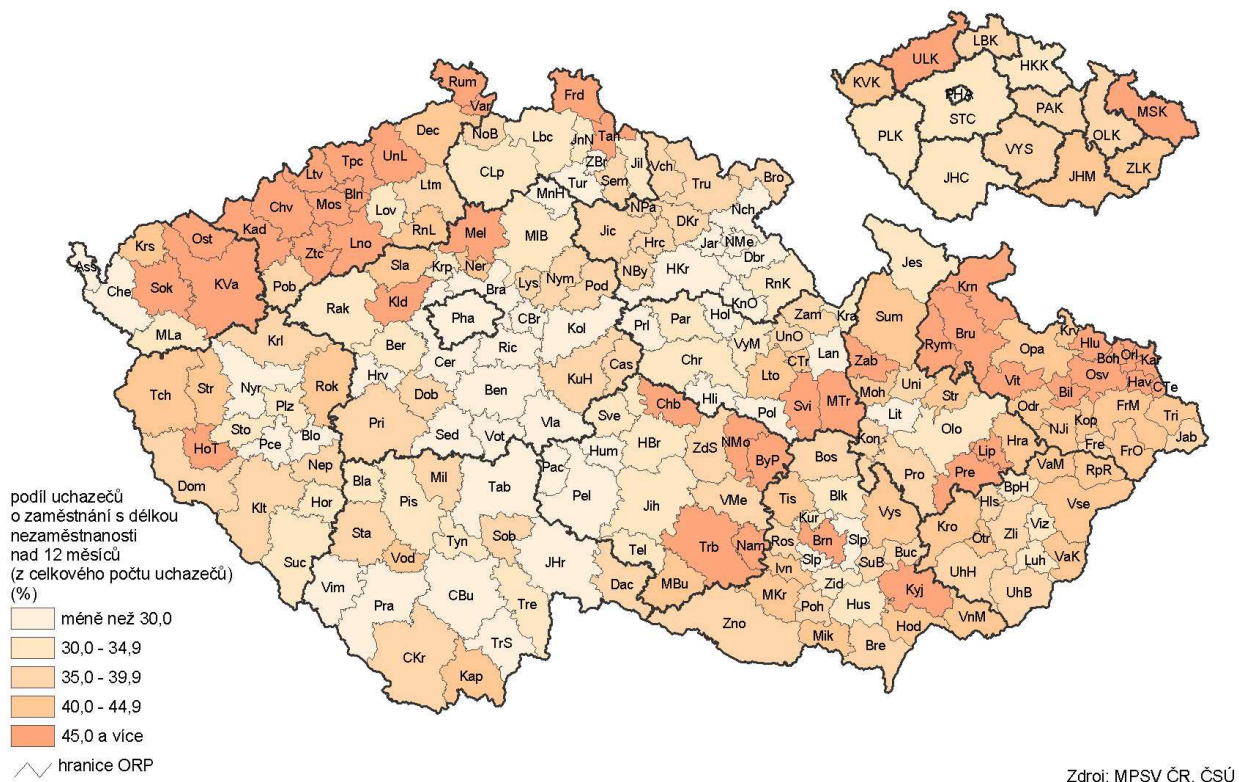 ULK
LBK
HKK
KVK
PHA
STC
PAK
MSK
PLK
OLK
VYS
ZLK
JHC
JHM
Rum
Var
Frd
Dec
NoB
Lbc
JnN
Tan
Tpc
UnL
CLp
ZBr
Jil
Vch
Ltv
Bln
Ltm
Tur
Sem
Tru
Bro
Chv
Mos
Lov
MnH
NPa
Nch
Kad
Lno
RnL
Mel
MlB
Jic
DKr
Krs
Ost
Ztc
Hrc
Jar
NMe
Ass
Sla
Krp
Ner
Dbr
Jes
Che
Sok
KVa
Pob
Bra
Lys
Nym
Pod
NBy
HKr
RnK
Krn
Rak
Kld
Pha
CBr
Kol
KnO
MLa
Krl
Ber
Ric
Prl
Par
Hol
Zam
Kra
Sum
Rym
Bru
Opa
Krv
Hlu
Cer
VyM
UnO
Boh
Orl
Kar
Hrv
Cas
Chr
CTr
Lan
Zab
Tch
Str
Nyr
Rok
Dob
Ben
KuH
Lto
Moh
Uni
Vit
Osv
Bil
Hav
CTe
Plz
Pri
Hli
Svi
MTr
Str
Odr
Sto
Pce
Blo
Sed
Vot
Vla
Sve
Chb
Pol
Lit
Olo
NJi
Kop
FrM
Tri
HoT
HBr
NMo
Kon
Hra
Fre
FrO
Jab
Hum
ZdS
ByP
Bos
Lip
Dom
Nep
Bla
Mil
Tab
Pac
Pel
Pro
Pre
VaM
RpR
Klt
Hor
Pis
Jih
VMe
Tis
Blk
Vys
Hls
BpH
Vse
Kur
Kro
Otr
Zli
Viz
Sta
Sob
Trb
Nam
Ros
Brn
Slp
Slp
Buc
Luh
VaK
Suc
Vod
Tyn
JHr
Tel
Ivn
SuB
UhH
Vim
Pra
CBu
Tre
Dac
MBu
MKr
Zid
Hus
Kyj
UhB
Poh
TrS
Zno
Mik
Bre
Hod
VnM
CKr
Kap
podíl uchazečů
o zaměstnání s délkou
nezaměstnanosti
nad 12 měsíců
(z celkového počtu uchazečů)
(%)
méně než 30,0
30,0 - 34,9
35,0 - 39,9
40,0 - 44,9
45,0 a více
hranice ORP
Zdroj: MPSV ČR, ČSÚ